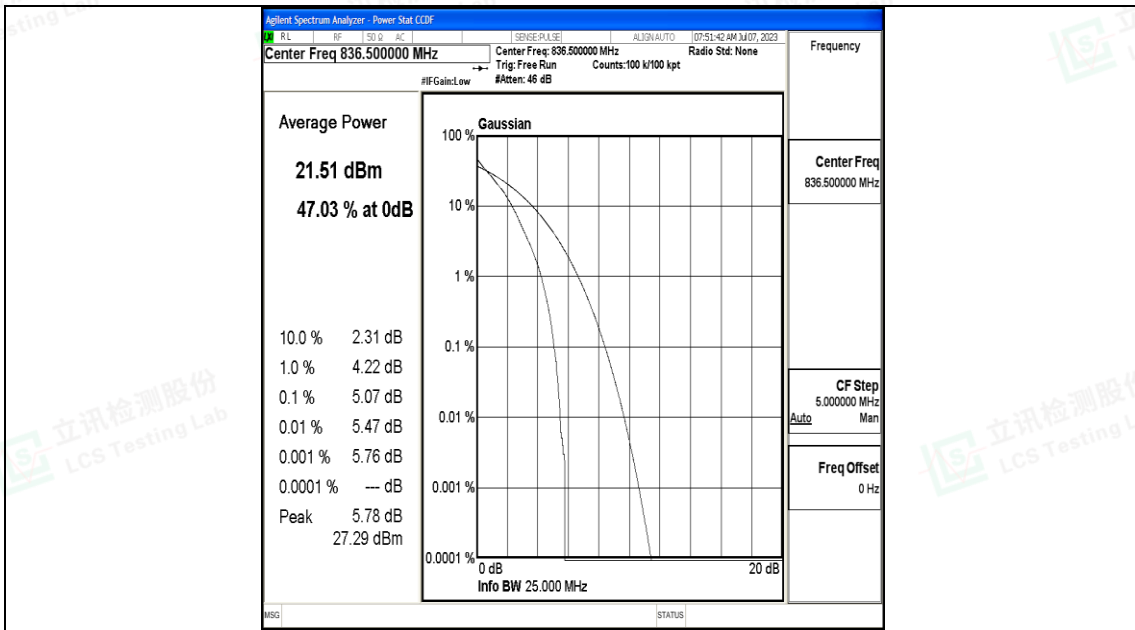 Agilent Spectrum Analyzer - Power Stat CCDF
RL RF 50 Ω AC SENSE:PULSE ALIGN AUTO 07:51:42 AM Jul 07, 2023
Center Freq 836.500000 MHz
Center Freq: 836.500000 MHz
Radio Std: None
Trig: Free Run Counts:100 k/100 kpt
#IFGain:Low #Atten: 46 dB
Frequency
Average Power
21.51 dBm
47.03 % at 0dB
10.0 % 2.31 dB
1.0 % 4.22 dB
0.1 % 5.07 dB
0.01 % 5.47 dB
0.001 % 5.76 dB
0.0001 % --- dB
Peak 5.78 dB
27.29 dBm
Gaussian
100 %
10 %
1 %
0.1 %
0.01 %
0.001 %
0.0001 %
0 dB 20 dB
Info BW 25.000 MHz
Center Freq
836.500000 MHz
CF Step
5.000000 MHz
Auto Man
Freq Offset
0 Hz
MSG STATUS
立讯检测股份
LCS Testing Lab
立讯检测股份
LCS Testing L